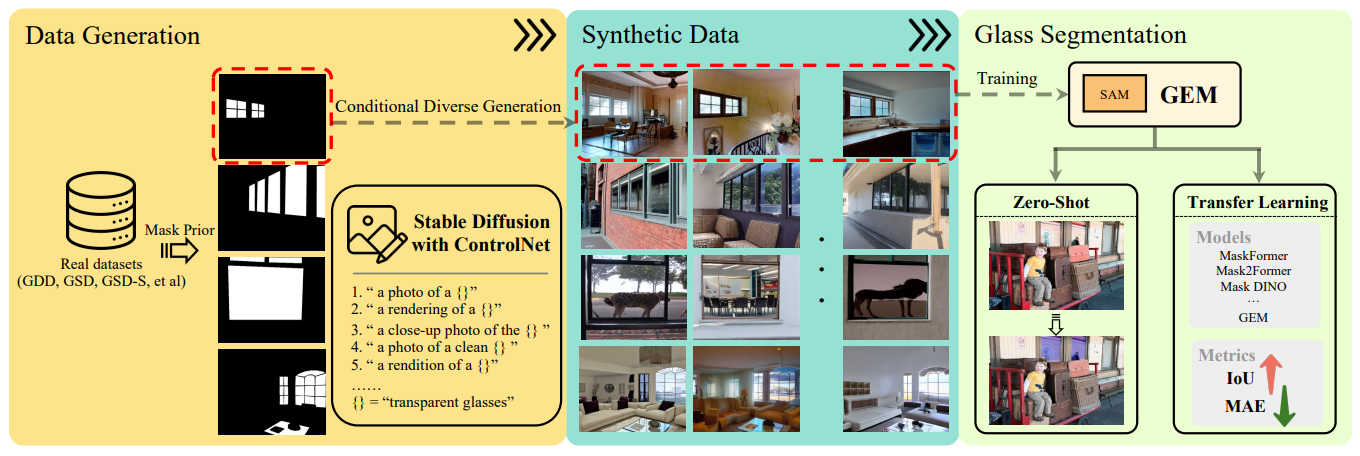 Data Generation
Real datasets
(GDD, GSD, GSD-S, et al)
Mask Prior
Conditional Diverse Generation
Stable Diffusion
with ControlNet
1. “ a photo of a {}”
2. “ a rendering of a {}”
3. “ a close-up photo of the {} ”
4. “ a photo of a clean {} ”
5. “ a rendition of a {}”
……
{} = “transparent glasses”
Synthetic Data
Glass Segmentation
Training
SAM
GEM
Zero-Shot
Transfer Learning
Models
MaskFormer
Mask2Former
Mask DINO
…
GEM
Metrics
IoU
MAE